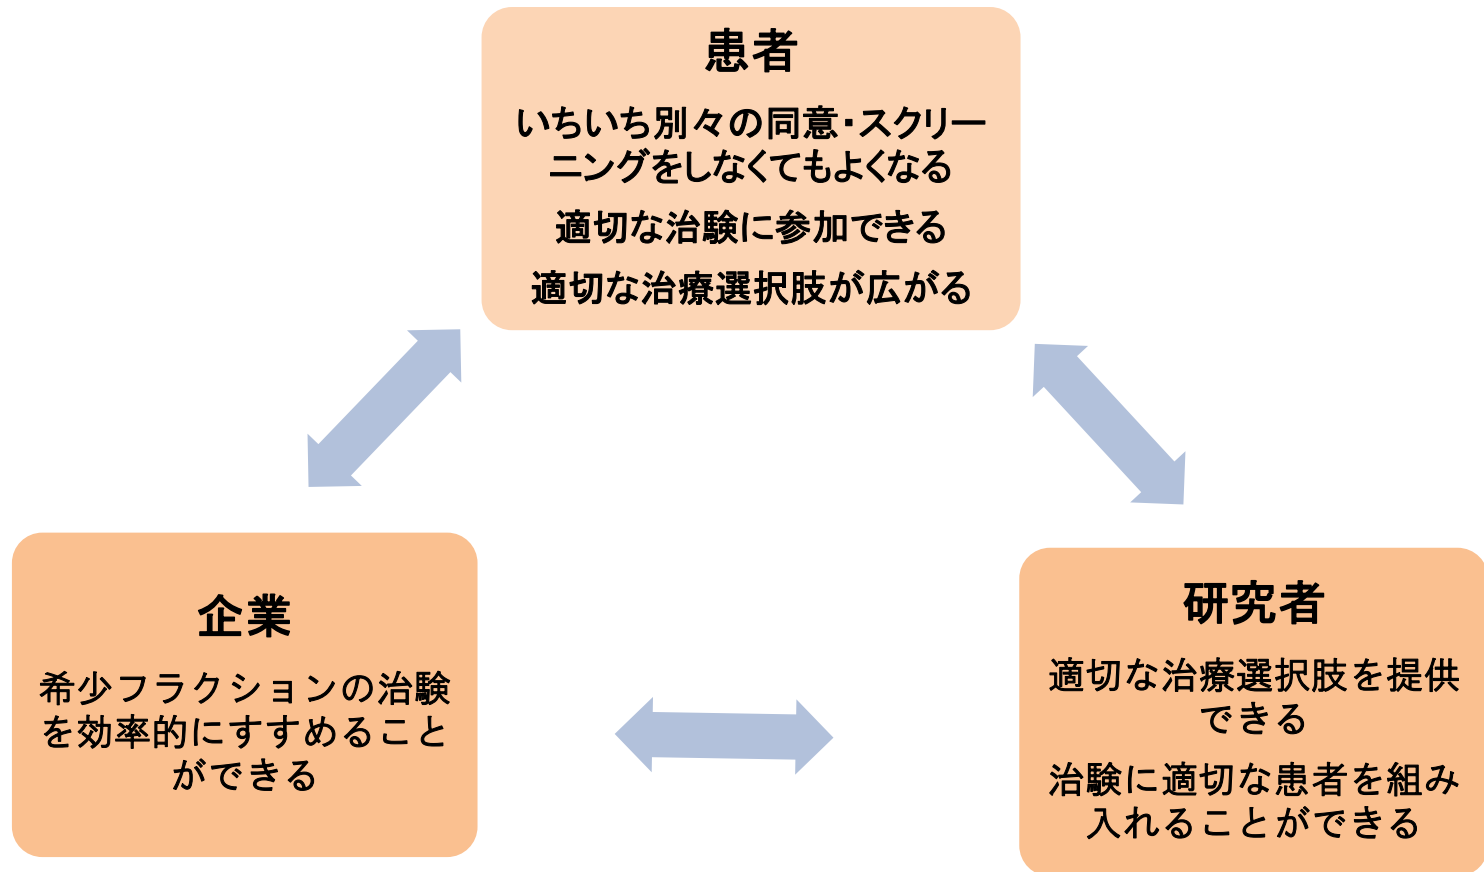 患者
いちいち別々の同意・スクリー
ニングをしなくてもよくなる
適切な治験に参加できる
適切な治療選択肢が広がる
企業
希少フラクションの治験
を効率的にすすめること
ができる
研究者
適切な治療選択肢を提供
できる
治験に適切な患者を組み
入れることができる